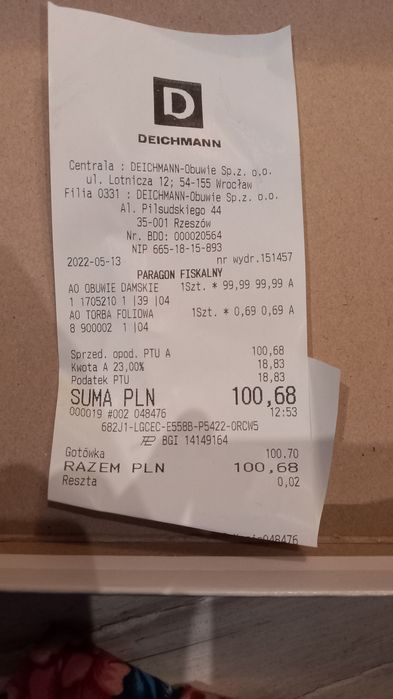 D
DEICHMANN
Centrala : DEICHMANN-Obuwie Sp.z. o.o.
ul. Lotnicza 12; 54-155 Wrocław
Filia 0331 : DEICHMANN-Obuwie Sp.z. o.o.
Al. Pilsudskiego 44
35-001 Rzeszów
Nr. BDO: 000020564
NIP 665-18-15-893
2022-05-13 nr wydr.151457
PARAGON FISKALNY
AO OBUWIE DAMSKIE 1Szt. * 99,99 99,99 A
1 1705210 1 |39 |04
AO TORBA FOLIOWA 1Szt. * 0,69 0,69 A
8 900002 1 |04
Sprzed. opod. PTU A 100,68
Kwota A 23,00% 18,83
Podatek PTU 18,83
SUMA PLN 100,68
000019 #002 048476 12:53
682J1-LGCEC-E55BB-P5422-ORCW5
BGI 14149164
Gotówka 100.70
RAZEM PLN 100,68
Reszta 0,02
048476